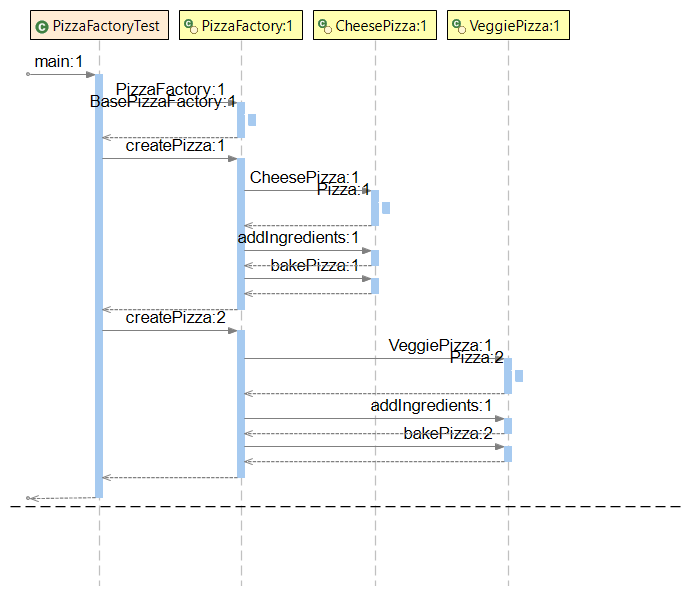 PizzaFactoryTest
PizzaFactory:1
CheesePizza:1
VeggiePizza:1
main:1
PizzaFactory:1
BasePizzaFactory:1
createPizza:1
CheesePizza:1
Pizza:1
addIngredients:1
bakePizza:1
createPizza:2
VeggiePizza:1
Pizza:2
addIngredients:1
bakePizza:2